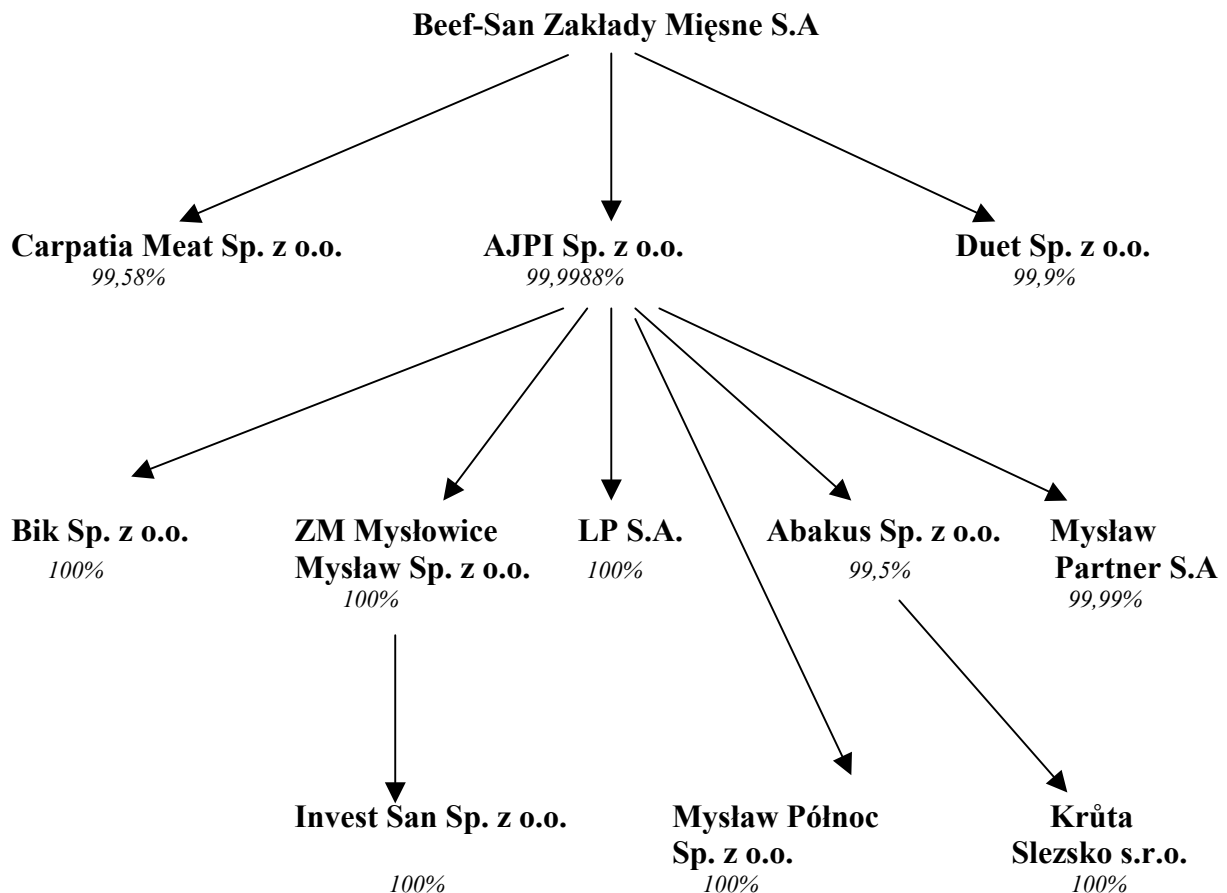 Beef-San Zakłady Mięsne S.A
Carpatia Meat Sp. z o.o.
99,58%
AJPI Sp. z o.o.
99,9988%
Duet Sp. z o.o.
99,9%
Bik Sp. z o.o.
100%
ZM Mysłowice
Mysław Sp. z o.o.
100%
LP S.A.
100%
Abakus Sp. z o.o.
99,5%
Mysław
Partner S.A
99,99%
Invest San Sp. z o.o.
100%
Mysław Północ
Sp. z o.o.
100%
Krůta
Slezsko s.r.o.
100%